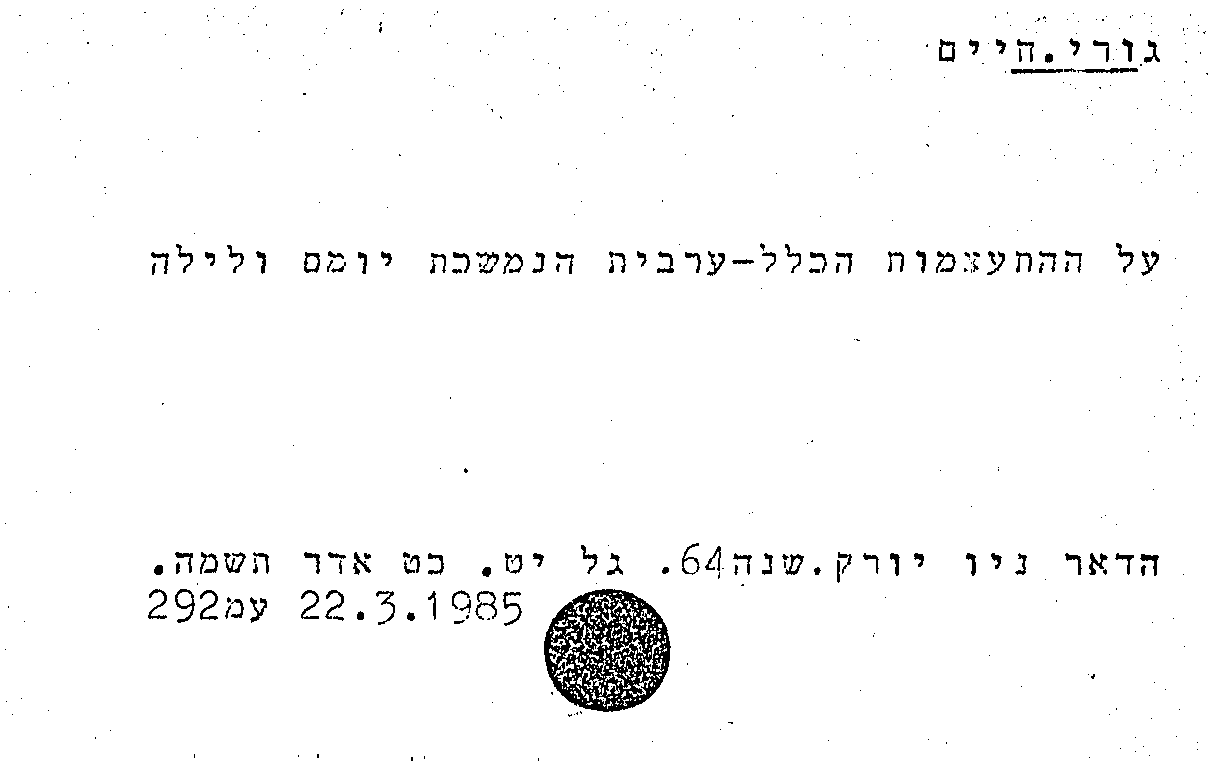 גורי.חיים
על ההתעצמות הכלל-ערבית הנמשכת יומם ולילה
הדאר ניו יורק.שנה64. גל יט. כט אדר תשמה.
22.3.1985 עמ292